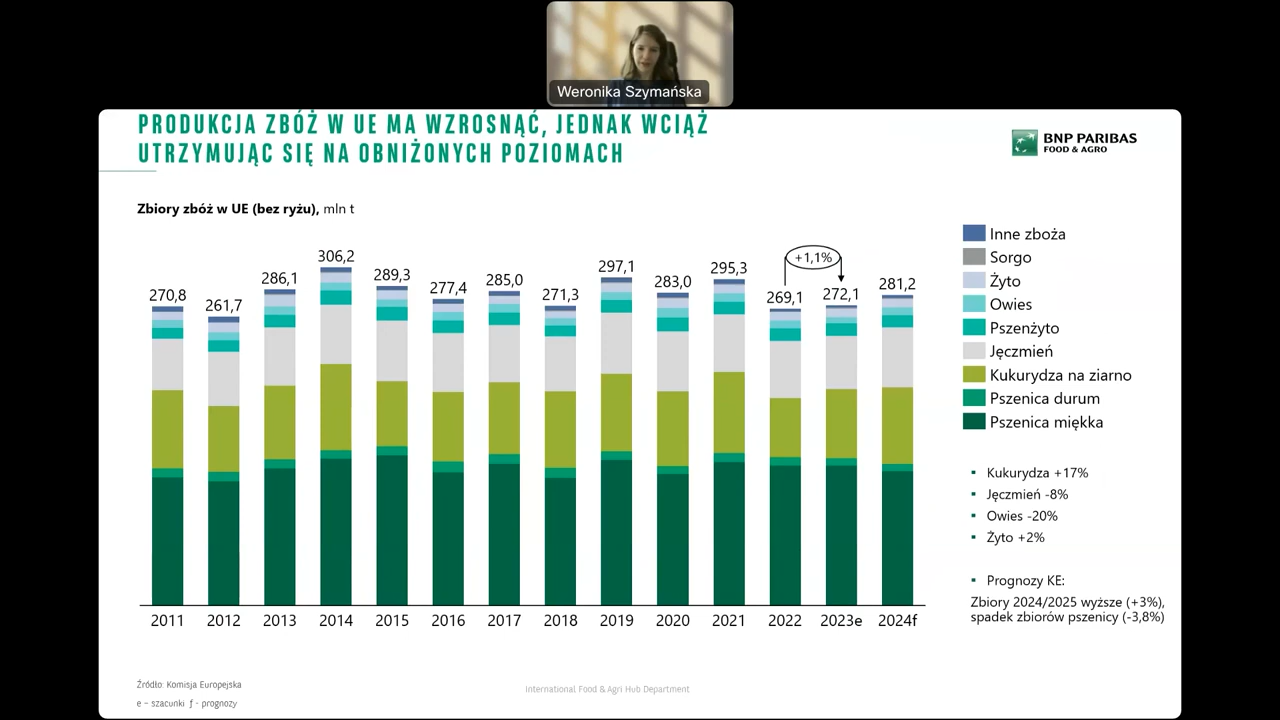 Weronika Szymańska
PRODUKCJA ZBÓŻ W UE MA WZROSNĄĆ, JEDNAK WCIĄŻ
UTRZYMUJĄC SIĘ NA OBNIŻONYCH POZIOMACH
BNP PARIBAS
FOOD & AGRO
Zbiory zbóż w UE (bez ryżu), mln t
270,8
261,7
286,1
306,2
289,3
277,4
285,0
271,3
297,1
283,0
295,3
269,1
+1,1%
272,1
281,2
2011
2012
2013
2014
2015
2016
2017
2018
2019
2020
2021
2022
2023e
2024f
Inne zboża
Sorgo
Żyto
Owies
Pszenżyto
Jęczmień
Kukurydza na ziarno
Pszenica durum
Pszenica miękka
▪ Kukurydza +17%
▪ Jęczmień -8%
▪ Owies -20%
▪ Żyto +2%
▪ Prognozy KE:
Zbiory 2024/2025 wyższe (+3%),
spadek zbiorów pszenicy (-3,8%)
Źródło: Komisja Europejska
e – szacunki f - prognozy
International Food & Agri Hub Department